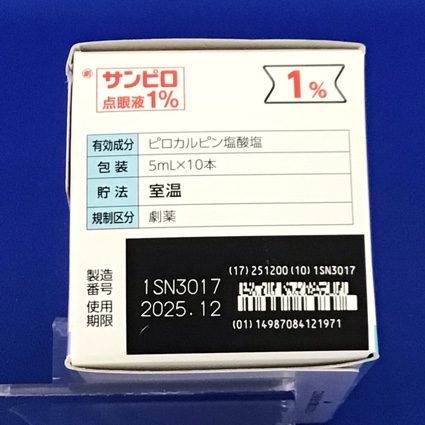 劇
サンピロ
点眼液1%
1%
有効成分 ピロカルピン塩酸塩
包装 5mL×10本
貯法 室温
規制区分 劇薬
製造番号 1SN3017
使用期限 2025.12
(17)251200(10)1SN3017
(01)14987084121971